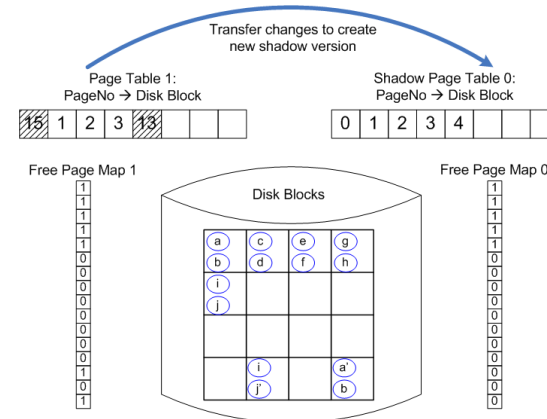 Transfer changes to create
new shadow version
Page Table 1:
PageNo → Disk Block
15 1 2 3 13
Shadow Page Table 0:
PageNo → Disk Block
0 1 2 3 4
Free Page Map 1
1
1
1
1
1
0
0
0
0
0
0
0
0
1
0
1
Disk Blocks
a c e g
b d f h
i
j
i a'
j' b
Free Page Map 0
1
1
1
1
1
0
0
0
0
0
0
0
0
0
0
0